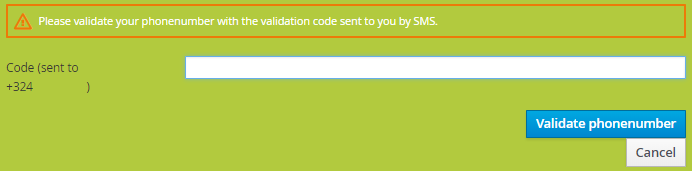 Please validate your phonenumber with the validation code sent to you by SMS.
Code (sent to
+324 )
Validate phonenumber
Cancel